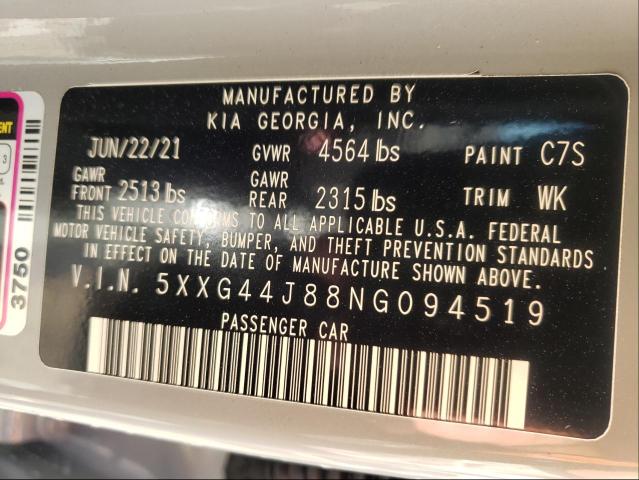 MANUFACTURED BY
KIA GEORGIA, INC.
JUN/22/21 GVWR 4564 lbs PAINT C7S
GAWR FRONT 2513 lbs GAWR REAR 2315 lbs TRIM WK
THIS VEHICLE CONFORMS TO ALL APPLICABLE U.S.A. FEDERAL
MOTOR VEHICLE SAFETY, BUMPER, AND THEFT PREVENTION STANDARDS
IN EFFECT ON THE DATE OF MANUFACTURE SHOWN ABOVE.
V.I.N. 5XXG44J88NG094519
PASSENGER CAR
3750